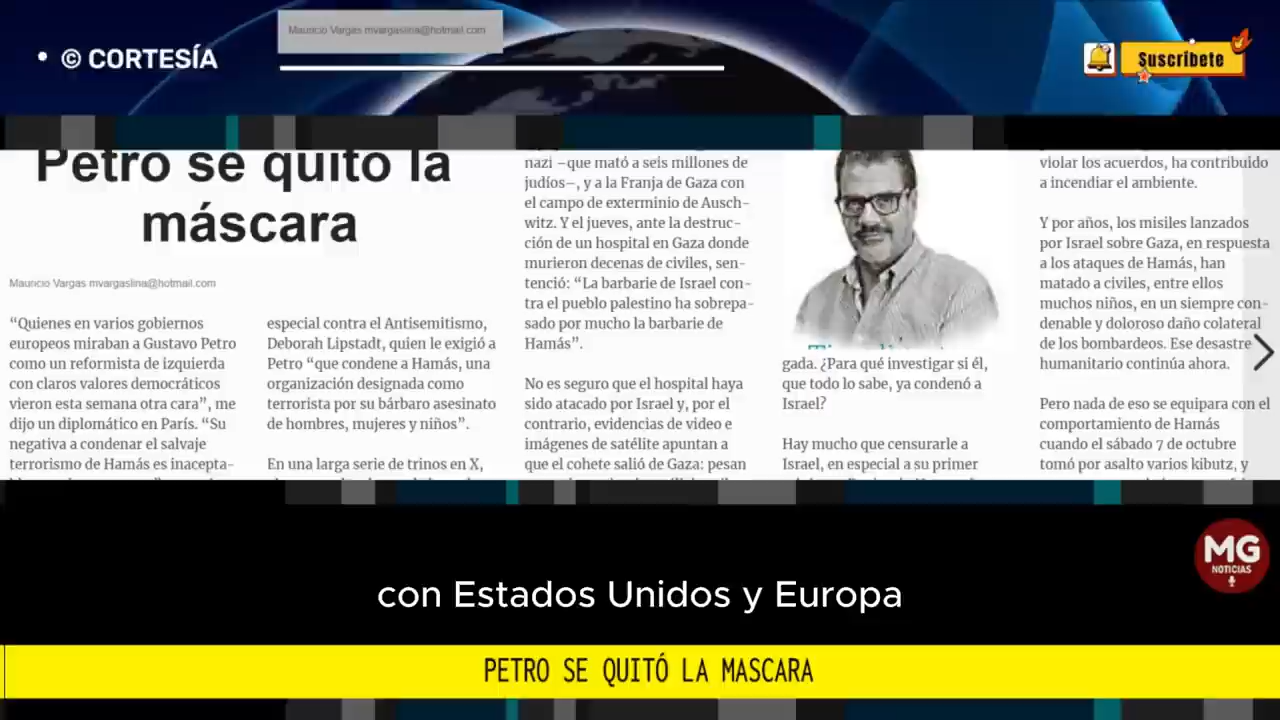 Mauricio Vargas mvargaslina@hotmail.com
• © CORTESÍA
Suscríbete
Petro se quitó la
máscara
Mauricio Vargas mvargaslina@hotmail.com
“Quienes en varios gobiernos
europeos miraban a Gustavo Petro
como un reformista de izquierda
con claros valores democráticos
vieron esta semana otra cara”, me
dijo un diplomático en París. “Su
negativa a condenar el salvaje
terrorismo de Hamás es inacepta-
especial contra el Antisemitismo,
Deborah Lipstadt, quien le exigió a
Petro “que condene a Hamás, una
organización designada como
terrorista por su bárbaro asesinato
de hombres, mujeres y niños”.
En una larga serie de trinos en X,
nazi –que mató a seis millones de
judíos–, y a la Franja de Gaza con
el campo de exterminio de Ausch-
witz. Y el jueves, ante la destruc-
ción de un hospital en Gaza donde
murieron decenas de civiles, sen-
tenció: “La barbarie de Israel con-
tra el pueblo palestino ha sobrepa-
sado por mucho la barbarie de
Hamás”.
No es seguro que el hospital haya
sido atacado por Israel y, por el
contrario, evidencias de video e
imágenes de satélite apuntan a
que el cohete salió de Gaza: pesan
gada. ¿Para qué investigar si él,
que todo lo sabe, ya condenó a
Israel?
Hay mucho que censurarle a
Israel, en especial a su primer
violar los acuerdos, ha contribuido
a incendiar el ambiente.
Y por años, los misiles lanzados
por Israel sobre Gaza, en respuesta
a los ataques de Hamás, han
matado a civiles, entre ellos
muchos niños, en un siempre con-
denable y doloroso daño colateral
de los bombardeos. Ese desastre
humanitario continúa ahora.
Pero nada de eso se equipara con el
comportamiento de Hamás
cuando el sábado 7 de octubre
tomó por asalto varios kibutz, y
MG
NOTICIAS
con Estados Unidos y Europa
PETRO SE QUITÓ LA MASCARA